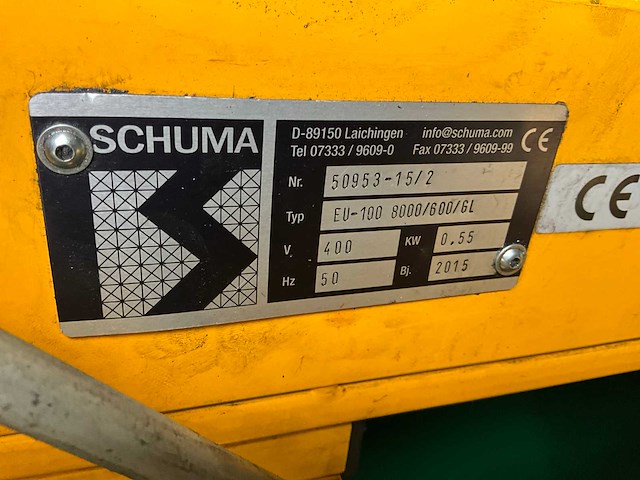 SCHUMA
D-89150 Laichingen info@schuma.com
Tel 07333 / 9609-0 Fax 07333 / 9609-99 CE
Nr. 50953-15/2
Typ EU-100 8000/600/GL
V 400 KW 0.55
Hz 50 Bj. 2015
CE